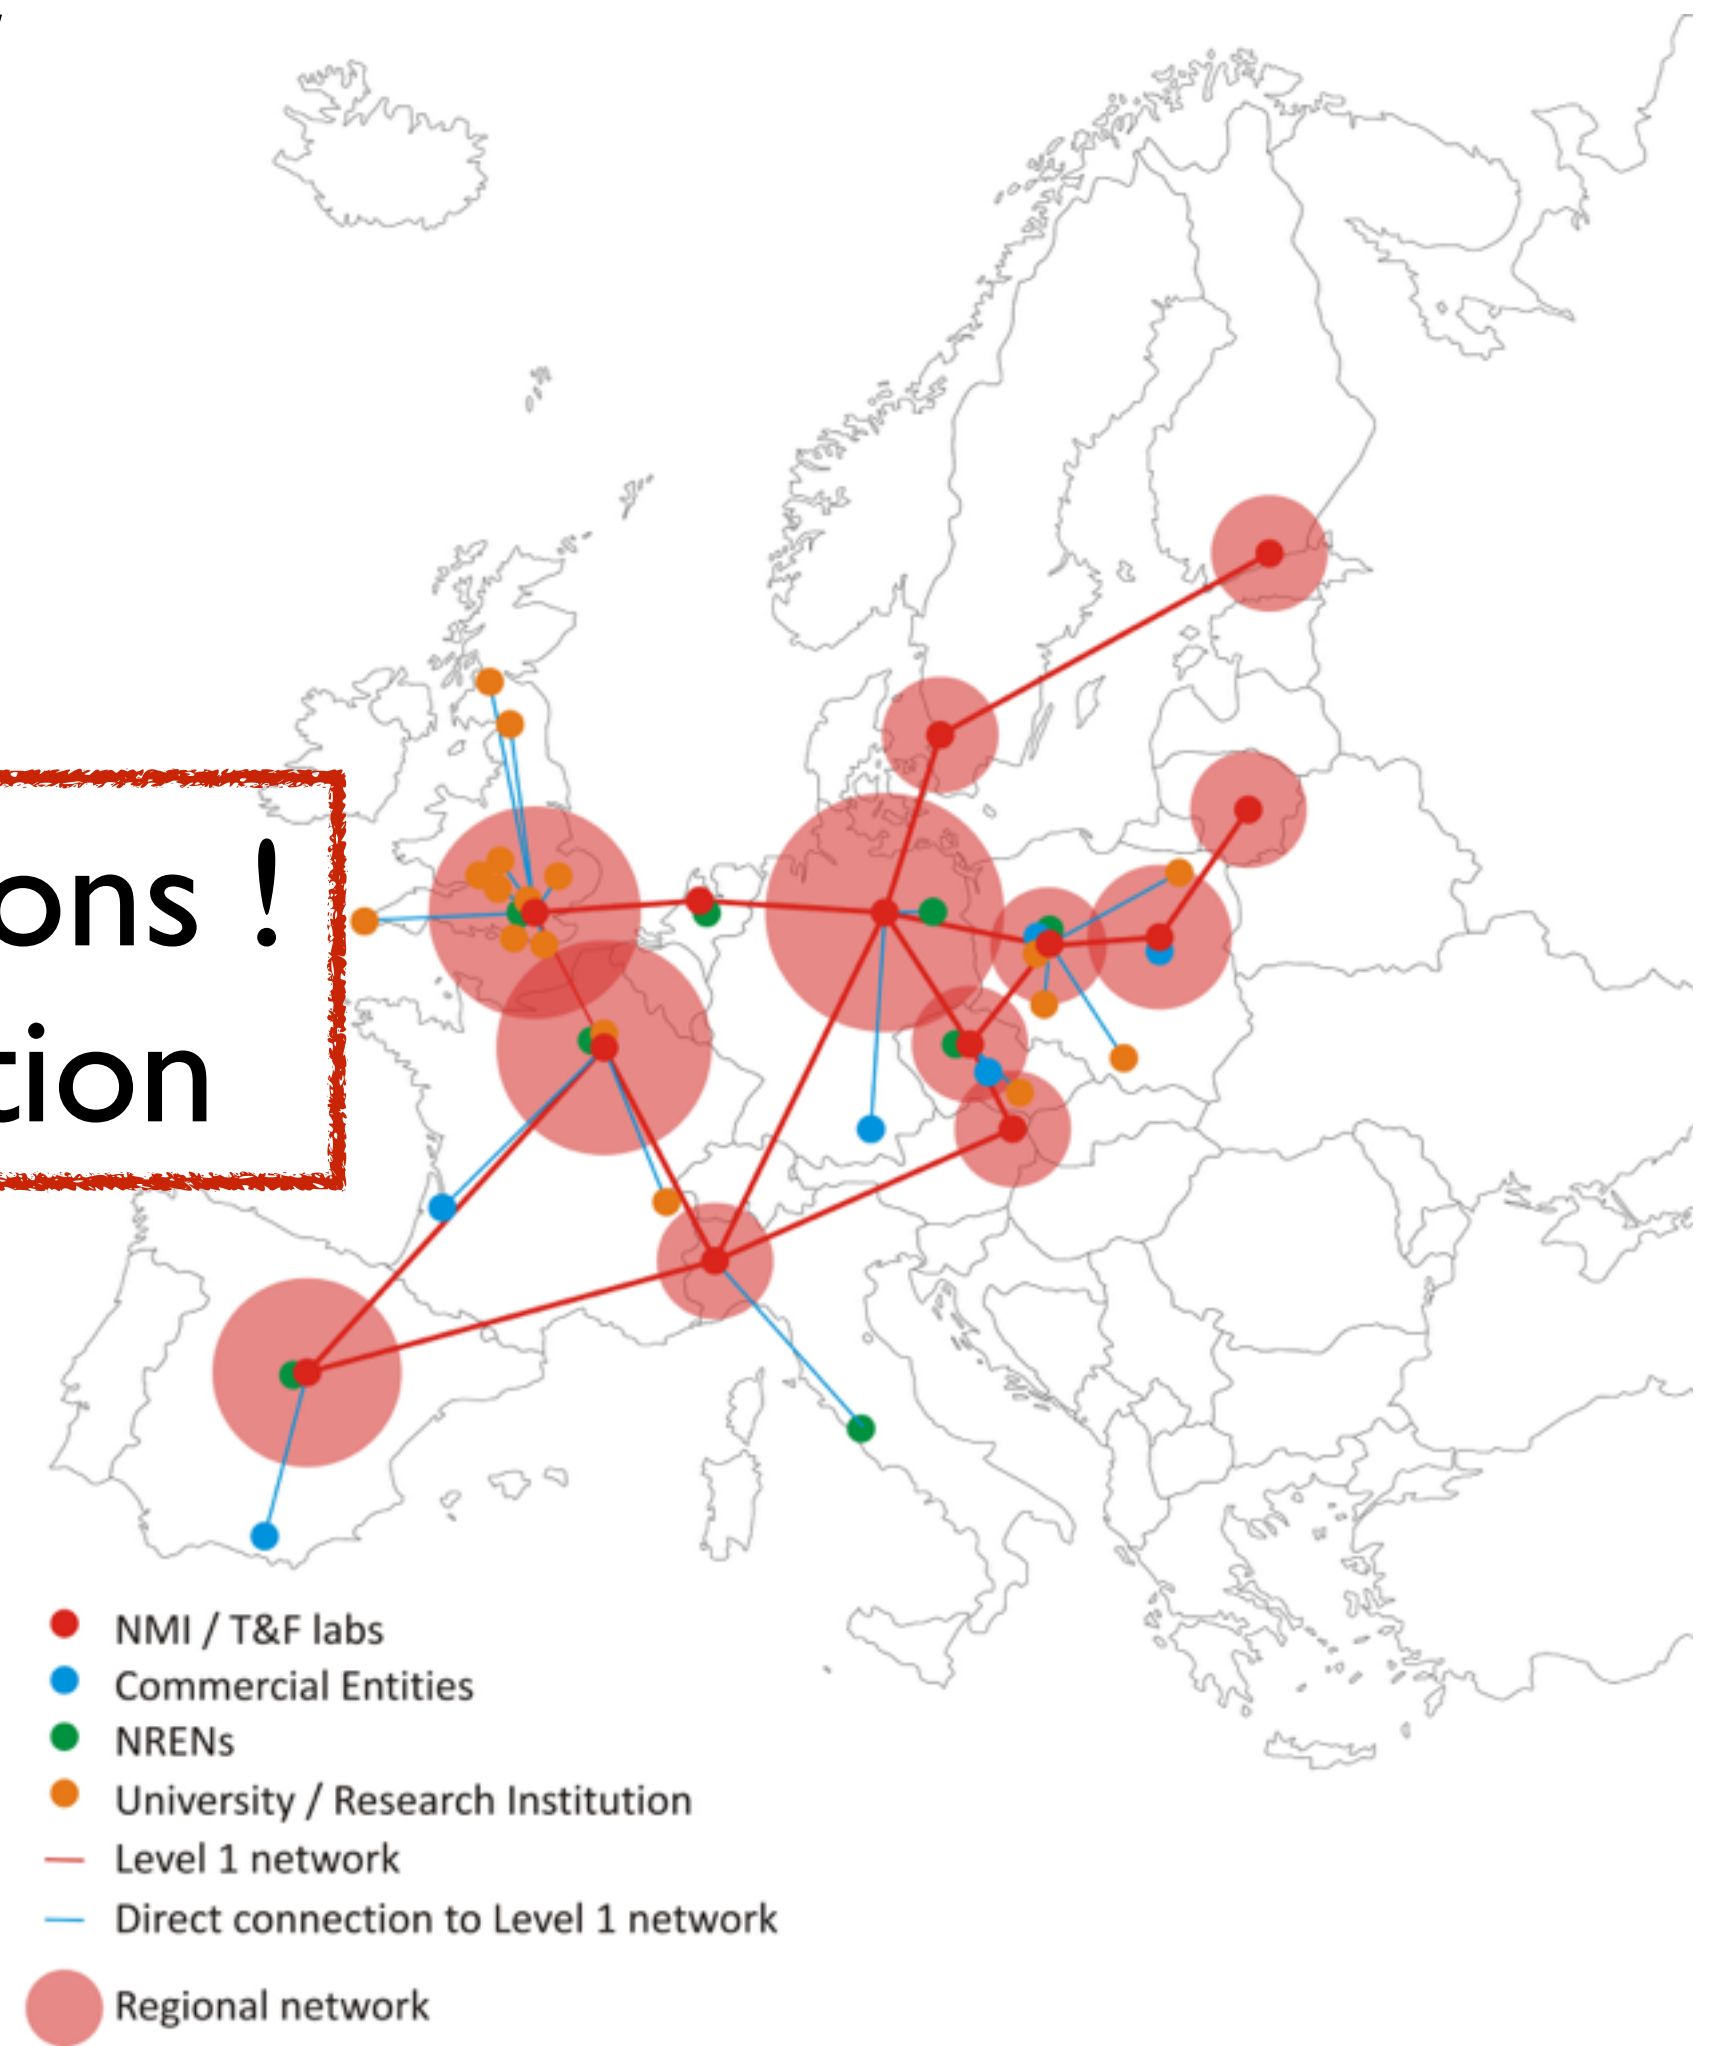 ons !
tion
NMI / T&F labs
Commercial Entities
NRENs
University / Research Institution
Level 1 network
Direct connection to Level 1 network
Regional network